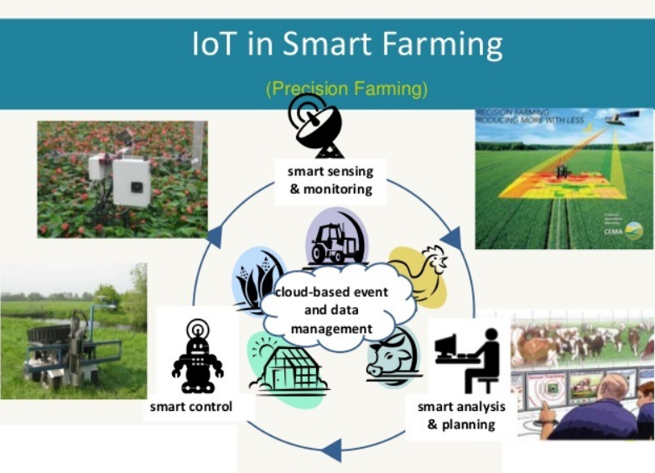 IoT in Smart Farming
(Precision Farming)
PRECISION FARMING:
PRODUCING MORE WITH LESS
smart sensing
& monitoring
CEMA
cloud-based event
and data
management
smart control
smart analysis
& planning